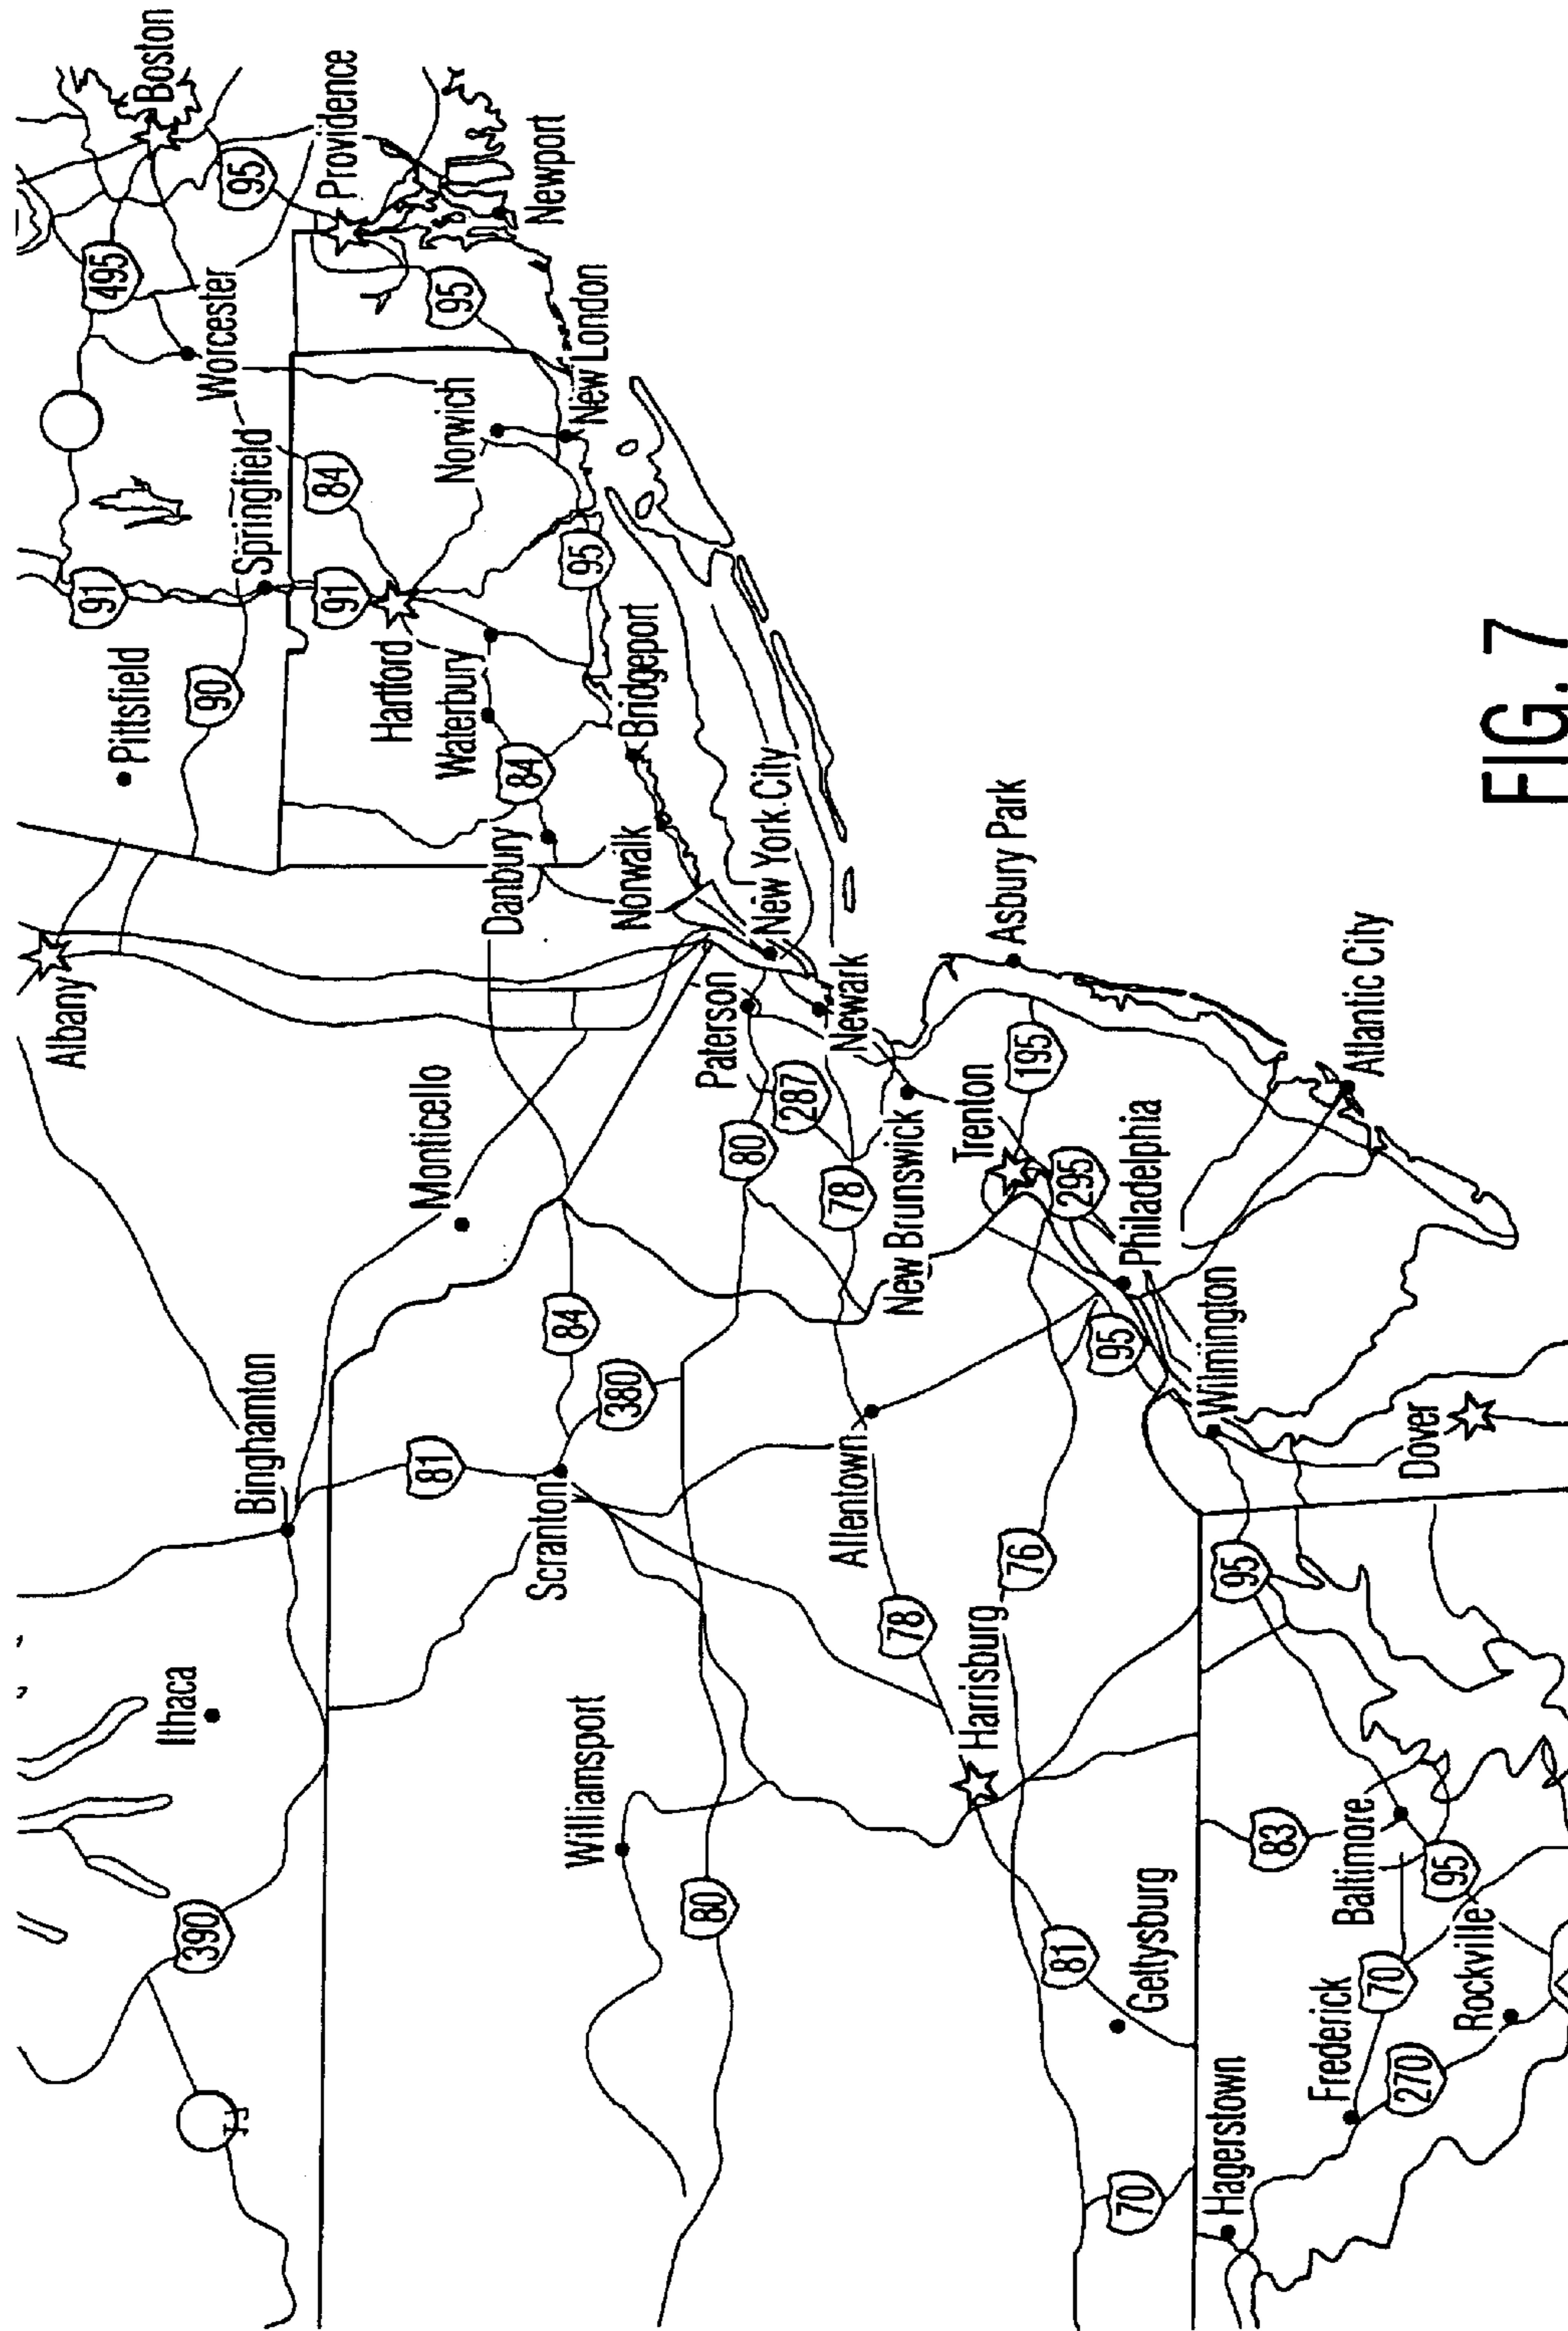 Boston
Providence
Newport
95
495
Worcester
95
New London
Norwich
Springfield
84
91
91
95
Pittsfield
90
Hartford
Waterbury
84
Bridgeport
Danbury
Norwalk
New York City
Albany
Paterson
Newark
Asbury Park
Monticello
80
287
78
New Brunswick
Trenton
195
295
Philadelphia
Atlantic City
Binghamton
81
84
380
Scranton
Allentown
95
Wilmington
Dover
Ithaca
Williamsport
78
76
Harrisburg
95
390
80
81
Gettysburg
83
Baltimore
95
70
Rockville
Frederick
270
70
Hagerstown
FIG. 7